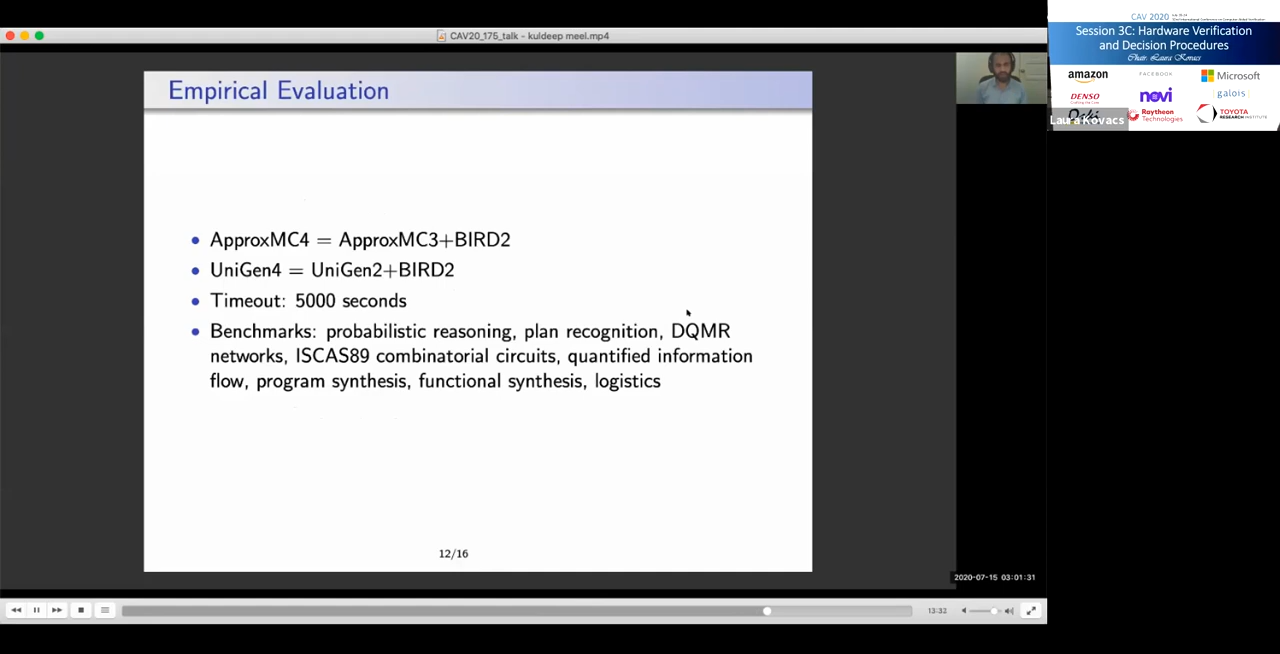 CAV20_175_talk - kuldeep meel.mp4
Empirical Evaluation
ApproxMC4 = ApproxMC3+BIRD2
UniGen4 = UniGen2+BIRD2
Timeout: 5000 seconds
Benchmarks: probabilistic reasoning, plan recognition, DQMR
networks, ISCAS89 combinatorial circuits, quantified information
flow, program synthesis, functional synthesis, logistics
12/16
2020-07-15 03:01:31
13:32
CAV 2020
Session 3C: Hardware Verification
and Decision Procedures
Chair: Laura Kovacs
amazon
FACEBOOK
Microsoft
DENSO
novi
galois
Raytheon
Technologies
TOYOTA
RESEARCH INSTITUTE
Laura Kovacs